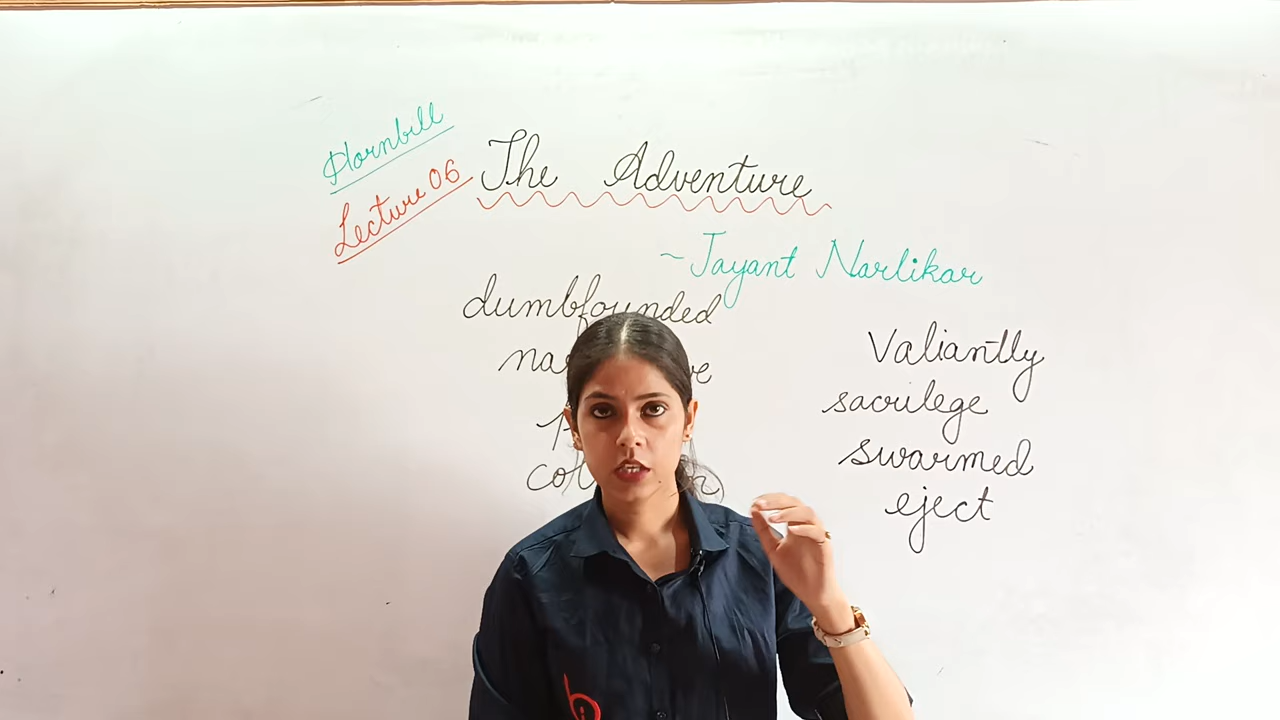 Hornbill
Lecture 06
The Adventure
~Jayant Narlikar
dumbfounded
Valiantly
sacrilege
swarmed
eject